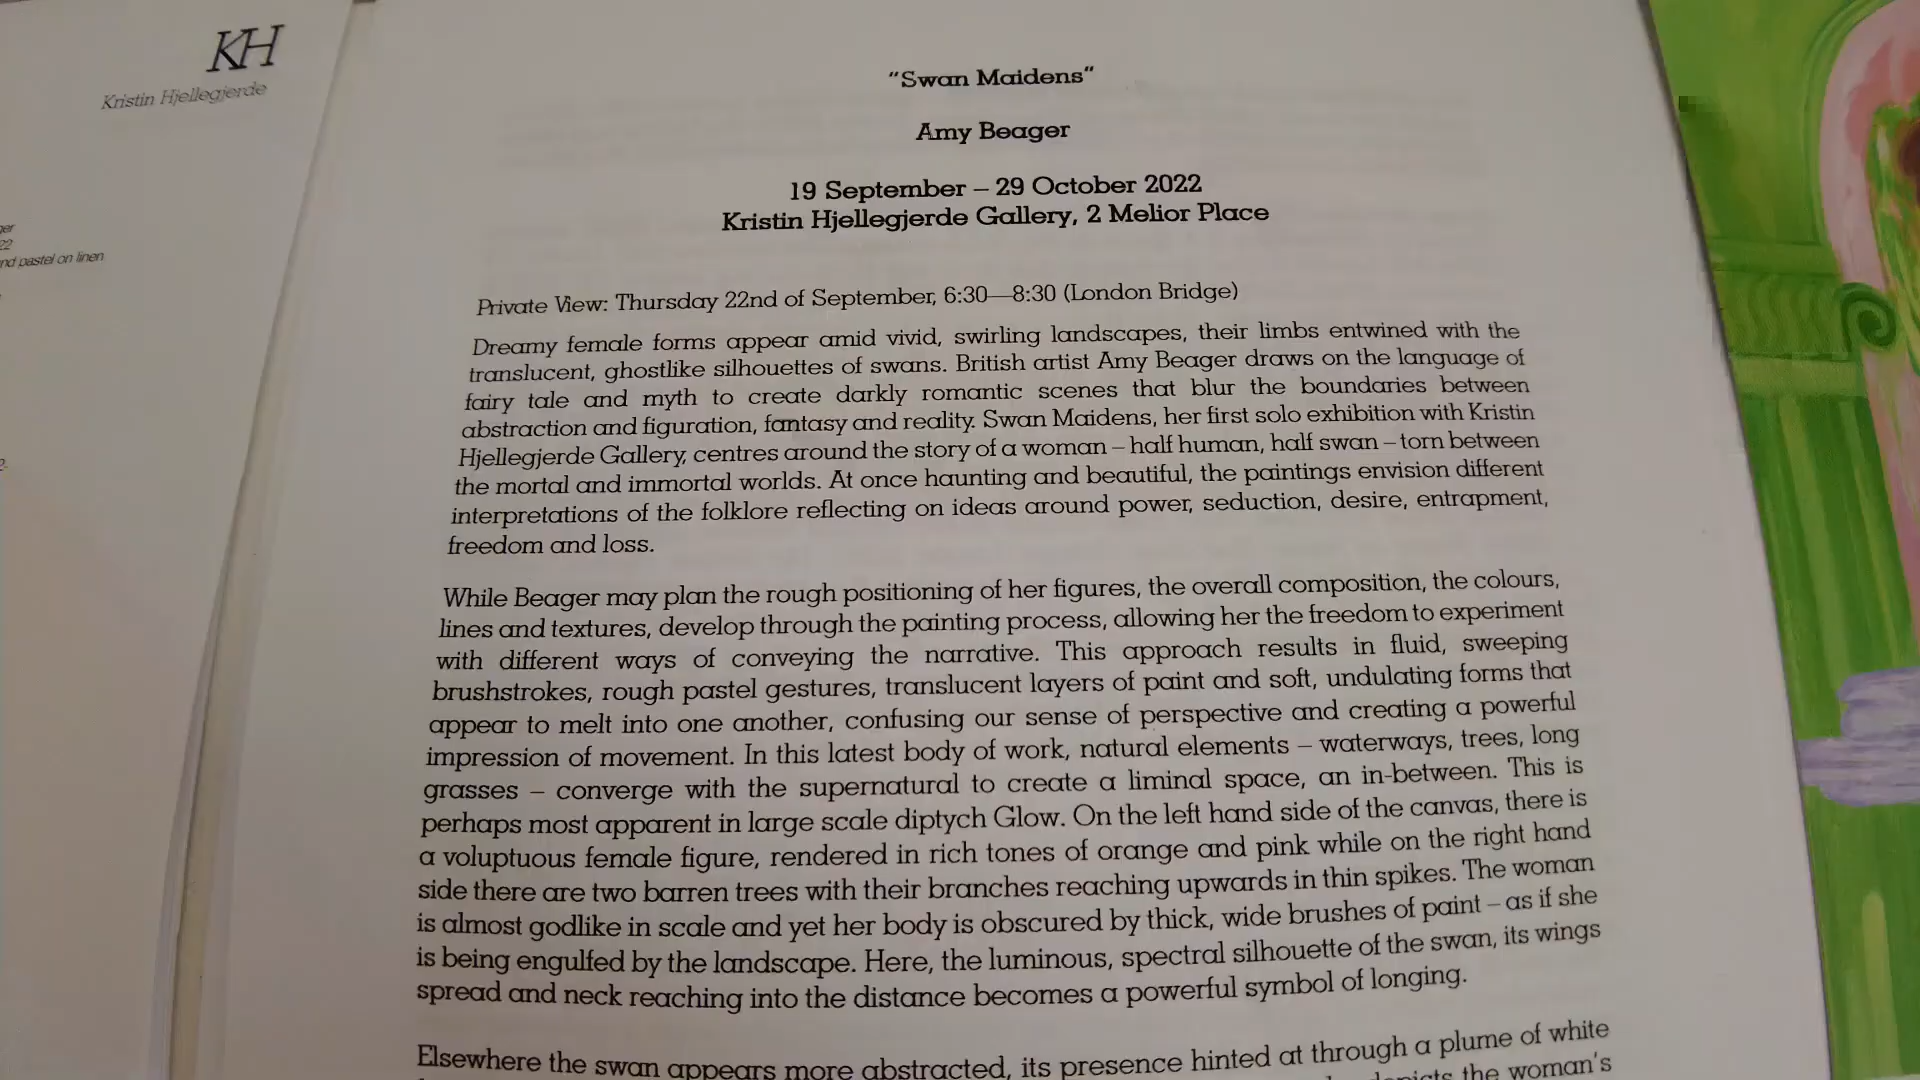 KH
Kristin Hjellegjerde
22
nd pastel on linen
"Swan Maidens"
Amy Beager
19 September – 29 October 2022
Kristin Hjellegjerde Gallery, 2 Melior Place
Private View: Thursday 22nd of September, 6:30—8:30 (London Bridge)
Dreamy female forms appear amid vivid, swirling landscapes, their limbs entwined with the
translucent, ghostlike silhouettes of swans. British artist Amy Beager draws on the language of
fairy tale and myth to create darkly romantic scenes that blur the boundaries between
abstraction and figuration, fantasy and reality. Swan Maidens, her first solo exhibition with Kristin
Hjellegjerde Gallery, centres around the story of a woman – half human, half swan – torn between
the mortal and immortal worlds. At once haunting and beautiful, the paintings envision different
interpretations of the folklore reflecting on ideas around power, seduction, desire, entrapment,
freedom and loss.
While Beager may plan the rough positioning of her figures, the overall composition, the colours,
lines and textures, develop through the painting process, allowing her the freedom to experiment
with different ways of conveying the narrative. This approach results in fluid, sweeping
brushstrokes, rough pastel gestures, translucent layers of paint and soft, undulating forms that
appear to melt into one another, confusing our sense of perspective and creating a powerful
impression of movement. In this latest body of work, natural elements – waterways, trees, long
grasses – converge with the supernatural to create a liminal space, an in-between. This is
perhaps most apparent in large scale diptych Glow. On the left hand side of the canvas, there is
a voluptuous female figure, rendered in rich tones of orange and pink while on the right hand
side there are two barren trees with their branches reaching upwards in thin spikes. The woman
is almost godlike in scale and yet her body is obscured by thick, wide brushes of paint – as if she
is being engulfed by the landscape. Here, the luminous, spectral silhouette of the swan, its wings
spread and neck reaching into the distance becomes a powerful symbol of longing.
Elsewhere the swan appears more abstracted, its presence hinted at through a plume of white
the woman's